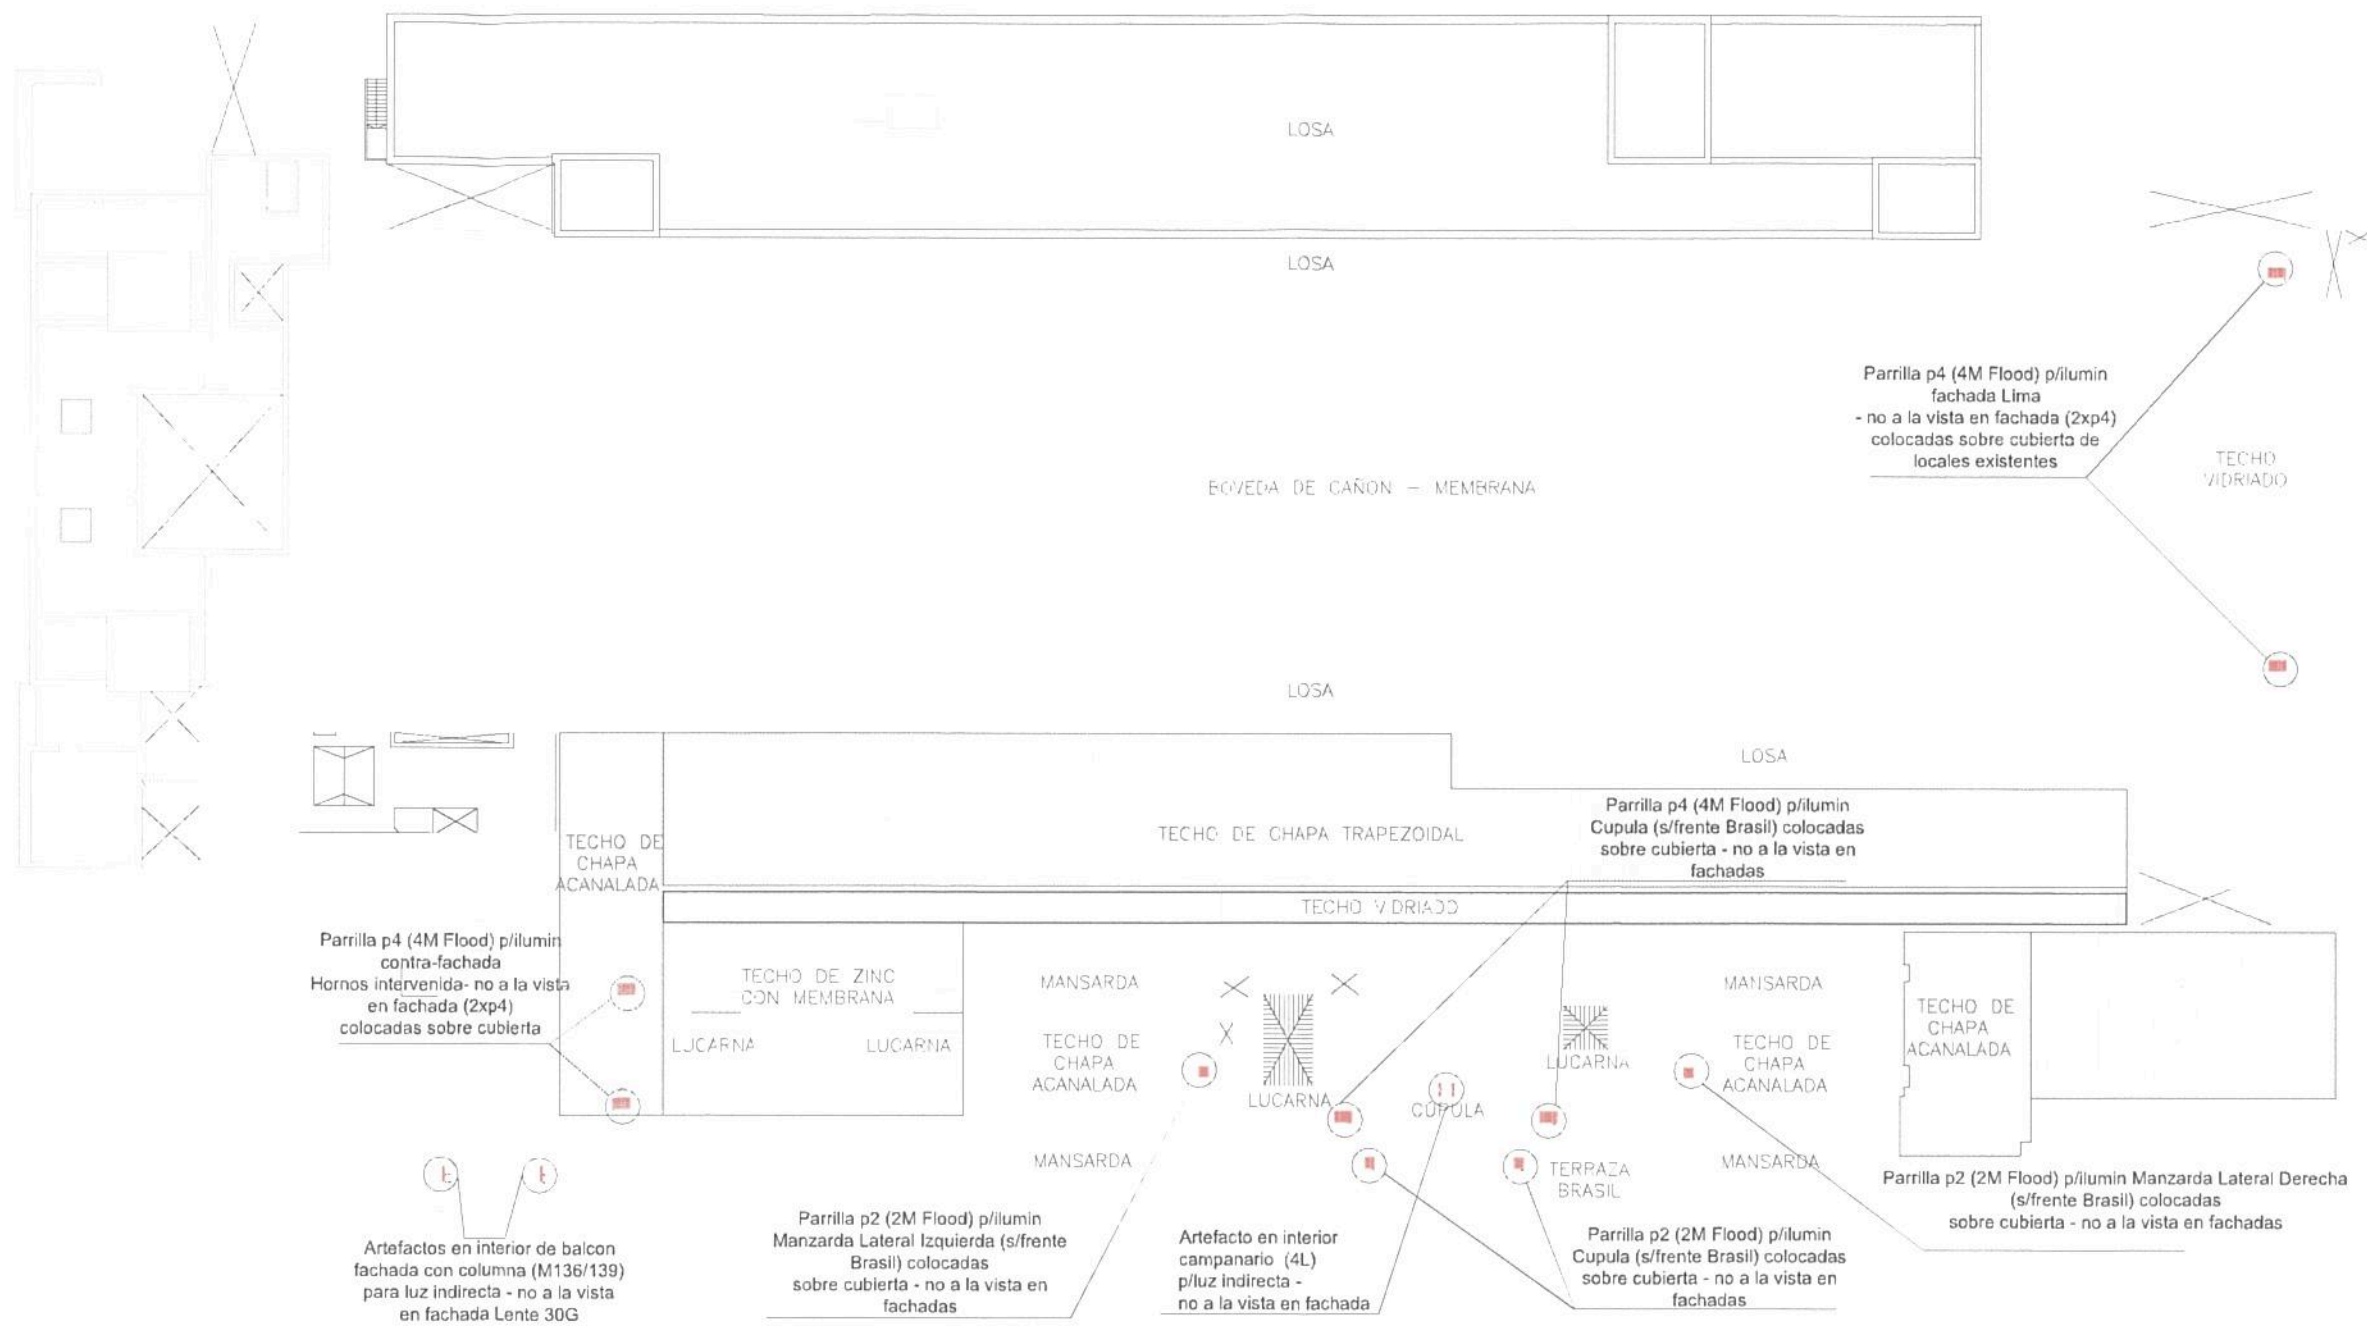 LOSA
LOSA
Parrilla p4 (4M Flood) p/ilumin
fachada Lima
- no a la vista en fachada (2xp4)
colocadas sobre cubierta de
locales existentes
TECHO
VIDRIADO
BOVEDA DE CAÑON - MEMBRANA
LOSA
LOSA
Parrilla p4 (4M Flood) p/ilumin
Cupula (s/frente Brasil) colocadas
sobre cubierta - no a la vista en
fachadas
TECHO DE
CHAPA
ACANALADA
TECHO DE CHAPA TRAPEZOIDAL
TECHO VIDRIADO
Parrilla p4 (4M Flood) p/ilumin
contra-fachada
Hornos intervenida- no a la vista
en fachada (2xp4)
colocadas sobre cubierta
TECHO DE ZINC
CON MEMBRANA
LUCARNA
LUCARNA
MANSARDA
TECHO DE
CHAPA
ACANALADA
LUCARNA
CÚPULA
LUCARNA
MANSARDA
TECHO DE
CHAPA
ACANALADA
TECHO DE
CHAPA
ACANALADA
MANSARDA
TERRAZA
BRASIL
MANSARDA
Parrilla p2 (2M Flood) p/ilumin Manzarda Lateral Derecha
(s/frente Brasil) colocadas
sobre cubierta - no a la vista en fachadas
Artefactos en interior de balcon
fachada con columna (M136/139)
para luz indirecta - no a la vista
en fachada Lente 30G
Parrilla p2 (2M Flood) p/ilumin
Manzarda Lateral Izquierda (s/frente
Brasil) colocadas
sobre cubierta - no a la vista en
fachadas
Artefacto en interior
campanario (4L)
p/luz indirecta -
no a la vista en fachada
Parrilla p2 (2M Flood) p/ilumin
Cupula (s/frente Brasil) colocadas
sobre cubierta - no a la vista en
fachadas